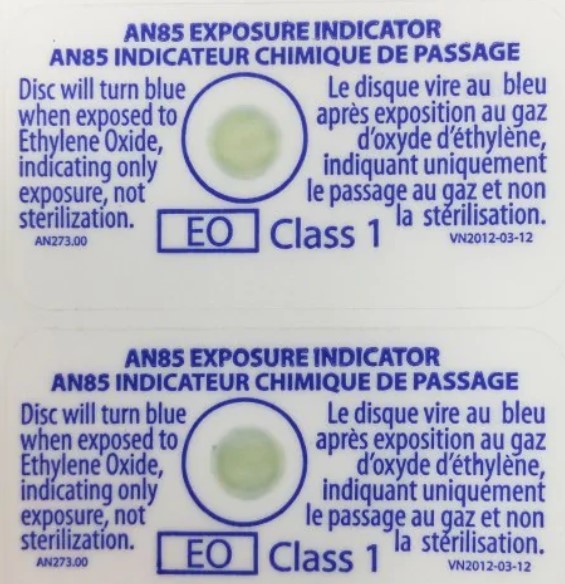 AN85 EXPOSURE INDICATOR
AN85 INDICATEUR CHIMIQUE DE PASSAGE
Disc will turn blue
when exposed to
Ethylene Oxide,
indicating only
exposure, not
sterilization.
AN273.00
Le disque vire au bleu
après exposition au gaz
d'oxyde d'éthylène,
indiquant uniquement
le passage au gaz et non
la stérilisation.
VN2012-03-12
EO Class 1
AN85 EXPOSURE INDICATOR
AN85 INDICATEUR CHIMIQUE DE PASSAGE
Disc will turn blue
when exposed to
Ethylene Oxide,
indicating only
exposure, not
sterilization.
AN273.00
Le disque vire au bleu
après exposition au gaz
d'oxyde d'éthylène,
indiquant uniquement
le passage au gaz et non
la stérilisation.
VN2012-03-12
EO Class 1